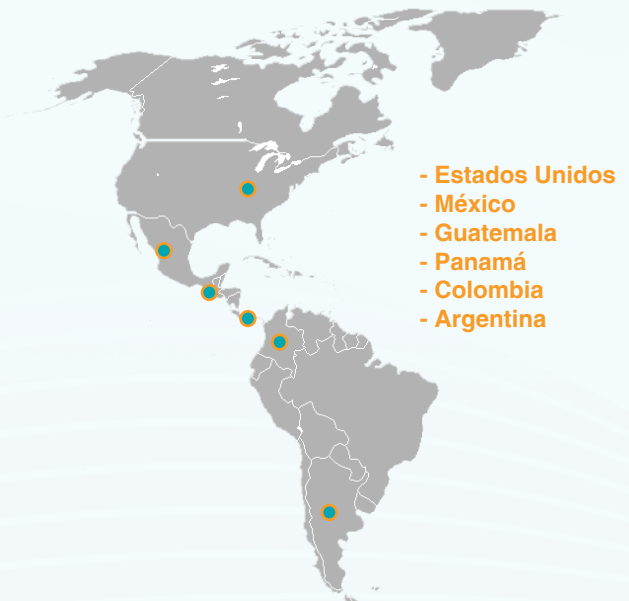 - Estados Unidos
- México
- Guatemala
- Panamá
- Colombia
- Argentina